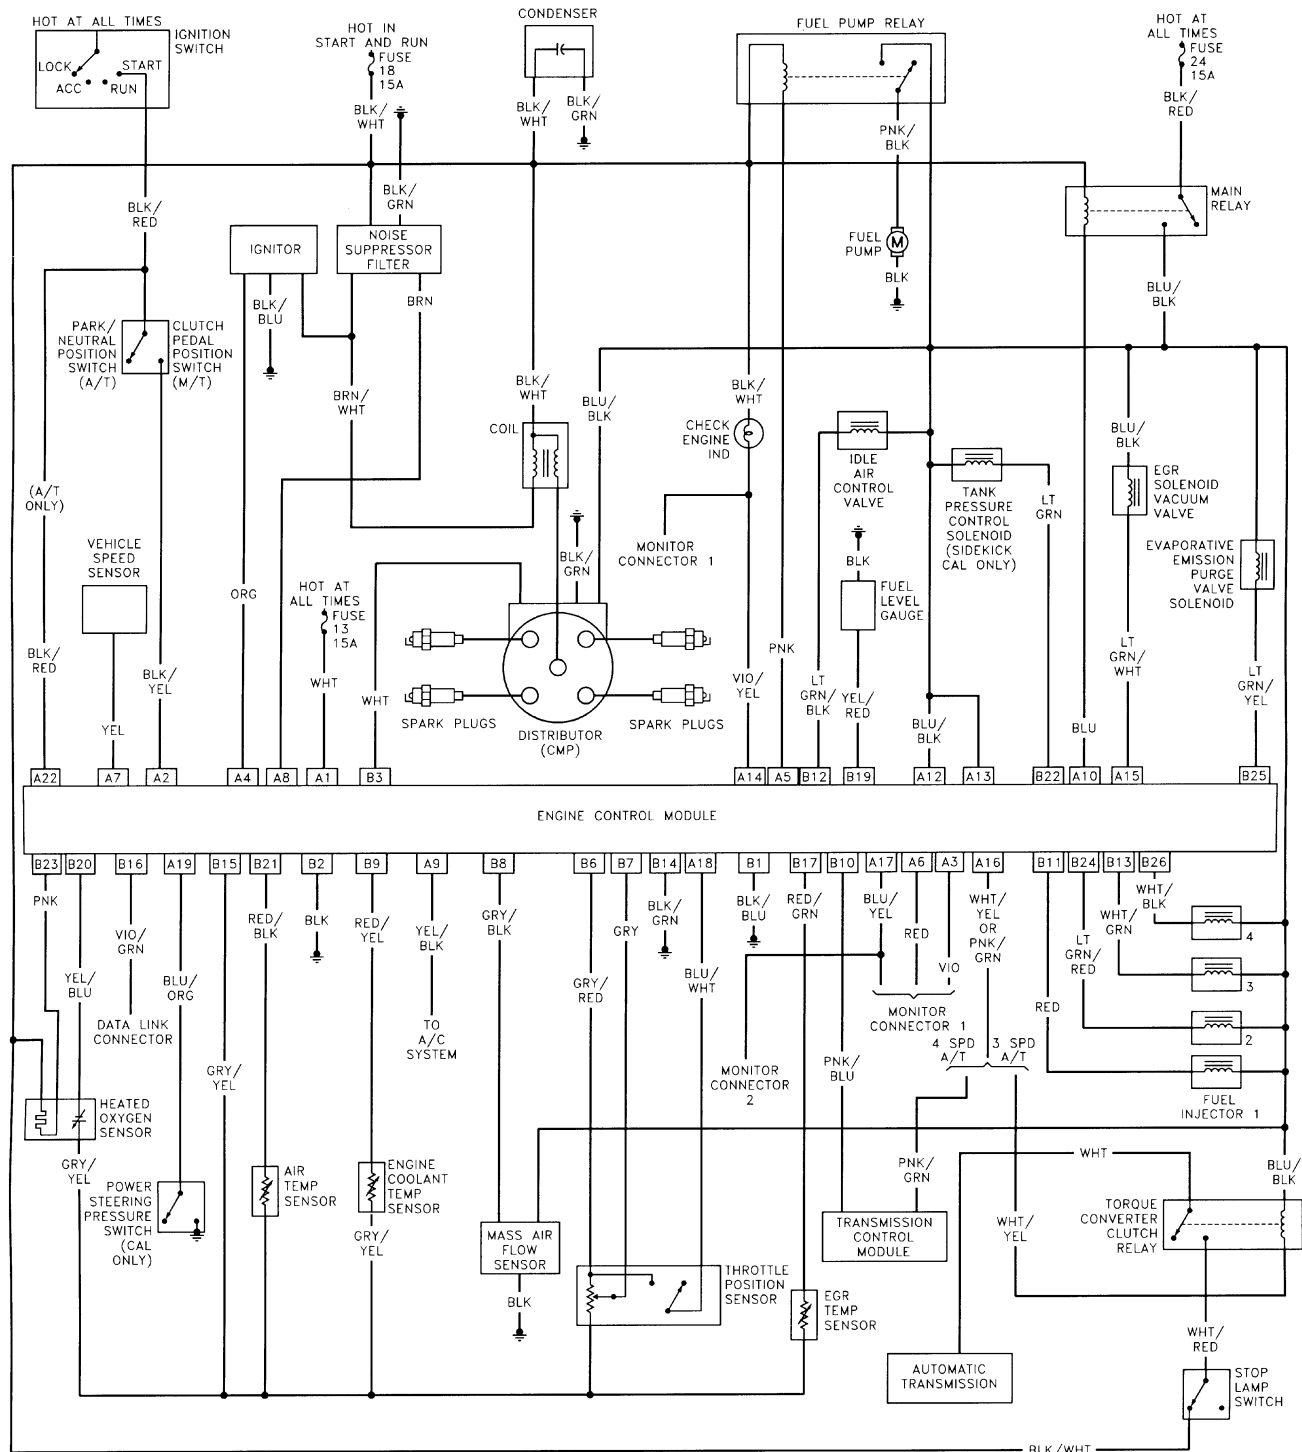 HOT AT ALL TIMES
IGNITION
SWITCH
LOCK
START
ACC
RUN
HOT IN
START AND RUN
FUSE
18
15A
CONDENSER
FUEL PUMP RELAY
HOT AT
ALL TIMES
FUSE
24
15A
BLK/
WHT
BLK/
WHT
BLK/
GRN
PNK/
BLK
BLK/
RED
BLK/
GRN
BLK/
RED
MAIN
RELAY
IGNITOR
NOISE
SUPPRESSOR
FILTER
FUEL
PUMP
M
BLK
BLU/
BLK
BLK/
BLU
BRN
PARK/
NEUTRAL
POSITION
SWITCH
(A/T)
CLUTCH
PEDAL
POSITION
SWITCH
(M/T)
BRN/
WHT
BLK/
WHT
BLU/
BLK
BLK/
WHT
COIL
CHECK
ENGINE
IND
IDLE
AIR
CONTROL
VALVE
TANK
PRESSURE
CONTROL
SOLENOID
(SIDEKICK
CAL ONLY)
LT
GRN
BLU/
BLK
EGR
SOLENOID
VACUUM
VALVE
EVAPORATIVE
EMISSION
PURGE
VALVE
SOLENOID
(A/T
ONLY)
VEHICLE
SPEED
SENSOR
MONITOR
CONNECTOR 1
BLK/
GRN
BLK
FUEL
LEVEL
GAUGE
HOT AT
ALL TIMES
FUSE
13
15A
ORG
BLK/
RED
BLK/
YEL
YEL
WHT
WHT
SPARK PLUGS
SPARK PLUGS
DISTRIBUTOR
(CMP)
VIO/
YEL
PNK
LT
GRN/
BLK
YEL/
RED
BLU/
BLK
BLU
LT
GRN/
WHT
LT
GRN/
YEL
A22
A7
A2
A4
A8
A1
B3
A14
A5
B12
B19
A12
A13
B22
A10
A15
B25
ENGINE CONTROL MODULE
B23
B20
B16
A19
B15
B21
B2
B9
A9
B8
B6
B7
B14
A18
B1
B17
B10
A17
A6
A3
A16
B11
B24
B13
B26
PNK
YEL/
BLU
VIO/
GRN
BLU/
ORG
GRY/
YEL
RED/
BLK
BLK
RED/
YEL
YEL/
BLK
GRY/
BLK
GRY/
RED
GRY
BLK/
GRN
BLU/
WHT
BLK/
BLU
RED/
GRN
PNK/
BLU
BLU/
YEL
RED
VIO
WHT/
YEL
OR
PNK/
GRN
RED
LT
GRN/
RED
WHT/
GRN
WHT/
BLK
4
3
2
FUEL
INJECTOR 1
DATA LINK
CONNECTOR
TO
A/C
SYSTEM
MONITOR
CONNECTOR 1
4 SPD
A/T
3 SPD
A/T
MONITOR
CONNECTOR
2
HEATED
OXYGEN
SENSOR
GRY/
YEL
POWER
STEERING
PRESSURE
SWITCH
(CAL
ONLY)
AIR
TEMP
SENSOR
ENGINE
COOLANT
TEMP
SENSOR
GRY/
YEL
MASS AIR
FLOW
SENSOR
BLK
THROTTLE
POSITION
SENSOR
EGR
TEMP
SENSOR
PNK/
GRN
TRANSMISSION
CONTROL
MODULE
WHT/
YEL
WHT
BLU/
BLK
TORQUE
CONVERTER
CLUTCH
RELAY
WHT/
RED
AUTOMATIC
TRANSMISSION
STOP
LAMP
SWITCH
BLK/WHT